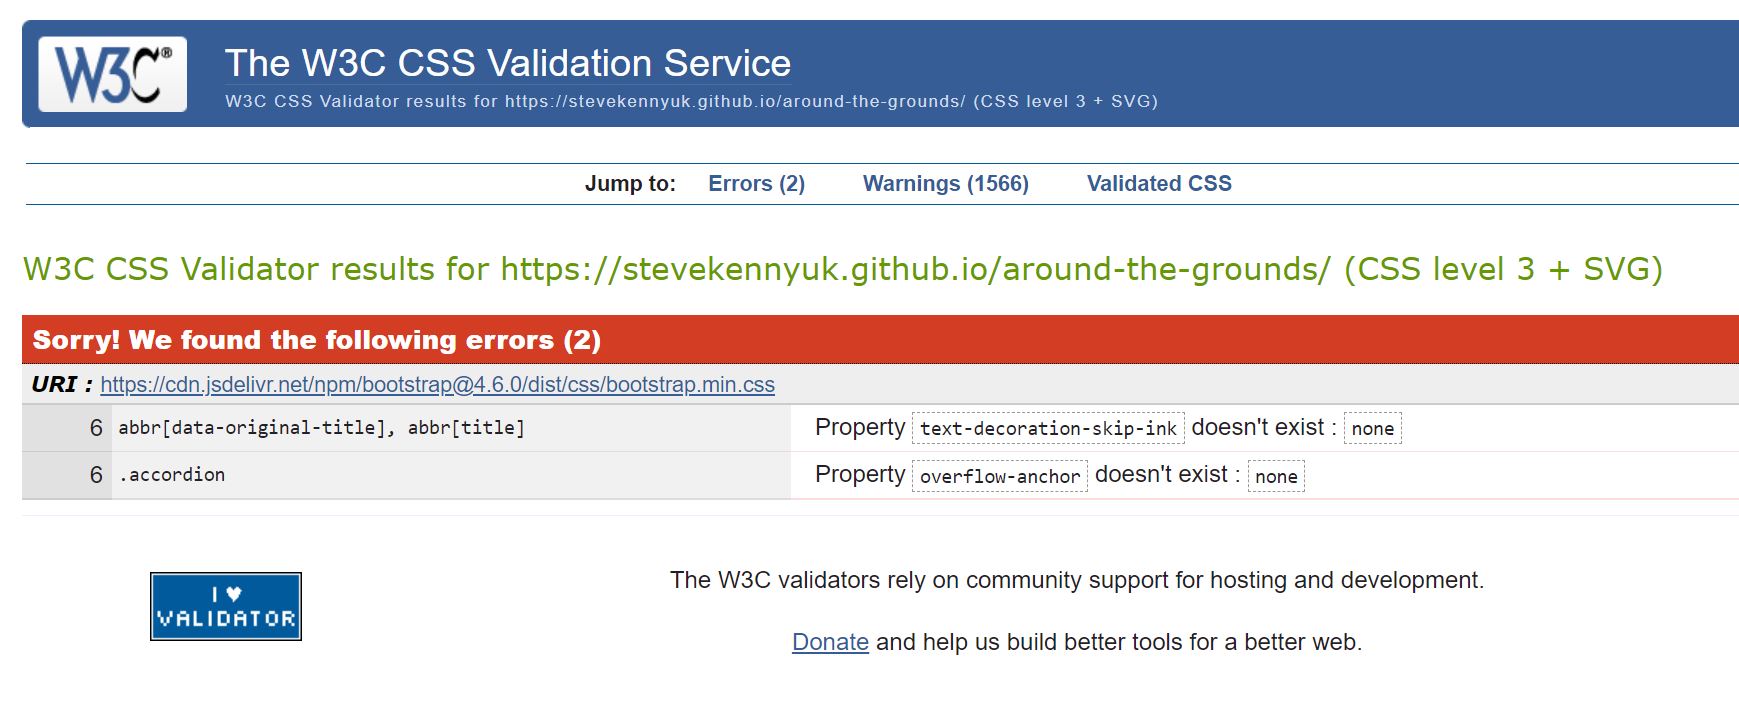 W3C®
The W3C CSS Validation Service
W3C CSS Validator results for https://stevekennyuk.github.io/around-the-grounds/ (CSS level 3 + SVG)
Jump to: Errors (2) Warnings (1566) Validated CSS
W3C CSS Validator results for https://stevekennyuk.github.io/around-the-grounds/ (CSS level 3 + SVG)
Sorry! We found the following errors (2)
URI : https://cdn.jsdelivr.net/npm/bootstrap@4.6.0/dist/css/bootstrap.min.css
6 abbr[data-original-title], abbr[title] Property text-decoration-skip-ink doesn't exist : none
6 .accordion Property overflow-anchor doesn't exist : none
I ♥
VALIDATOR
The W3C validators rely on community support for hosting and development.
Donate and help us build better tools for a better web.